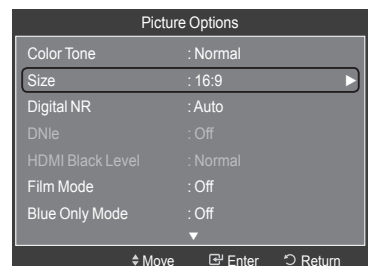 Picture Options
Color Tone : Normal
Size : 16:9
Digital NR : Auto
DNIe : Off
HDMI Black Level : Normal
Film Mode : Off
Blue Only Mode : Off
Move Enter Return